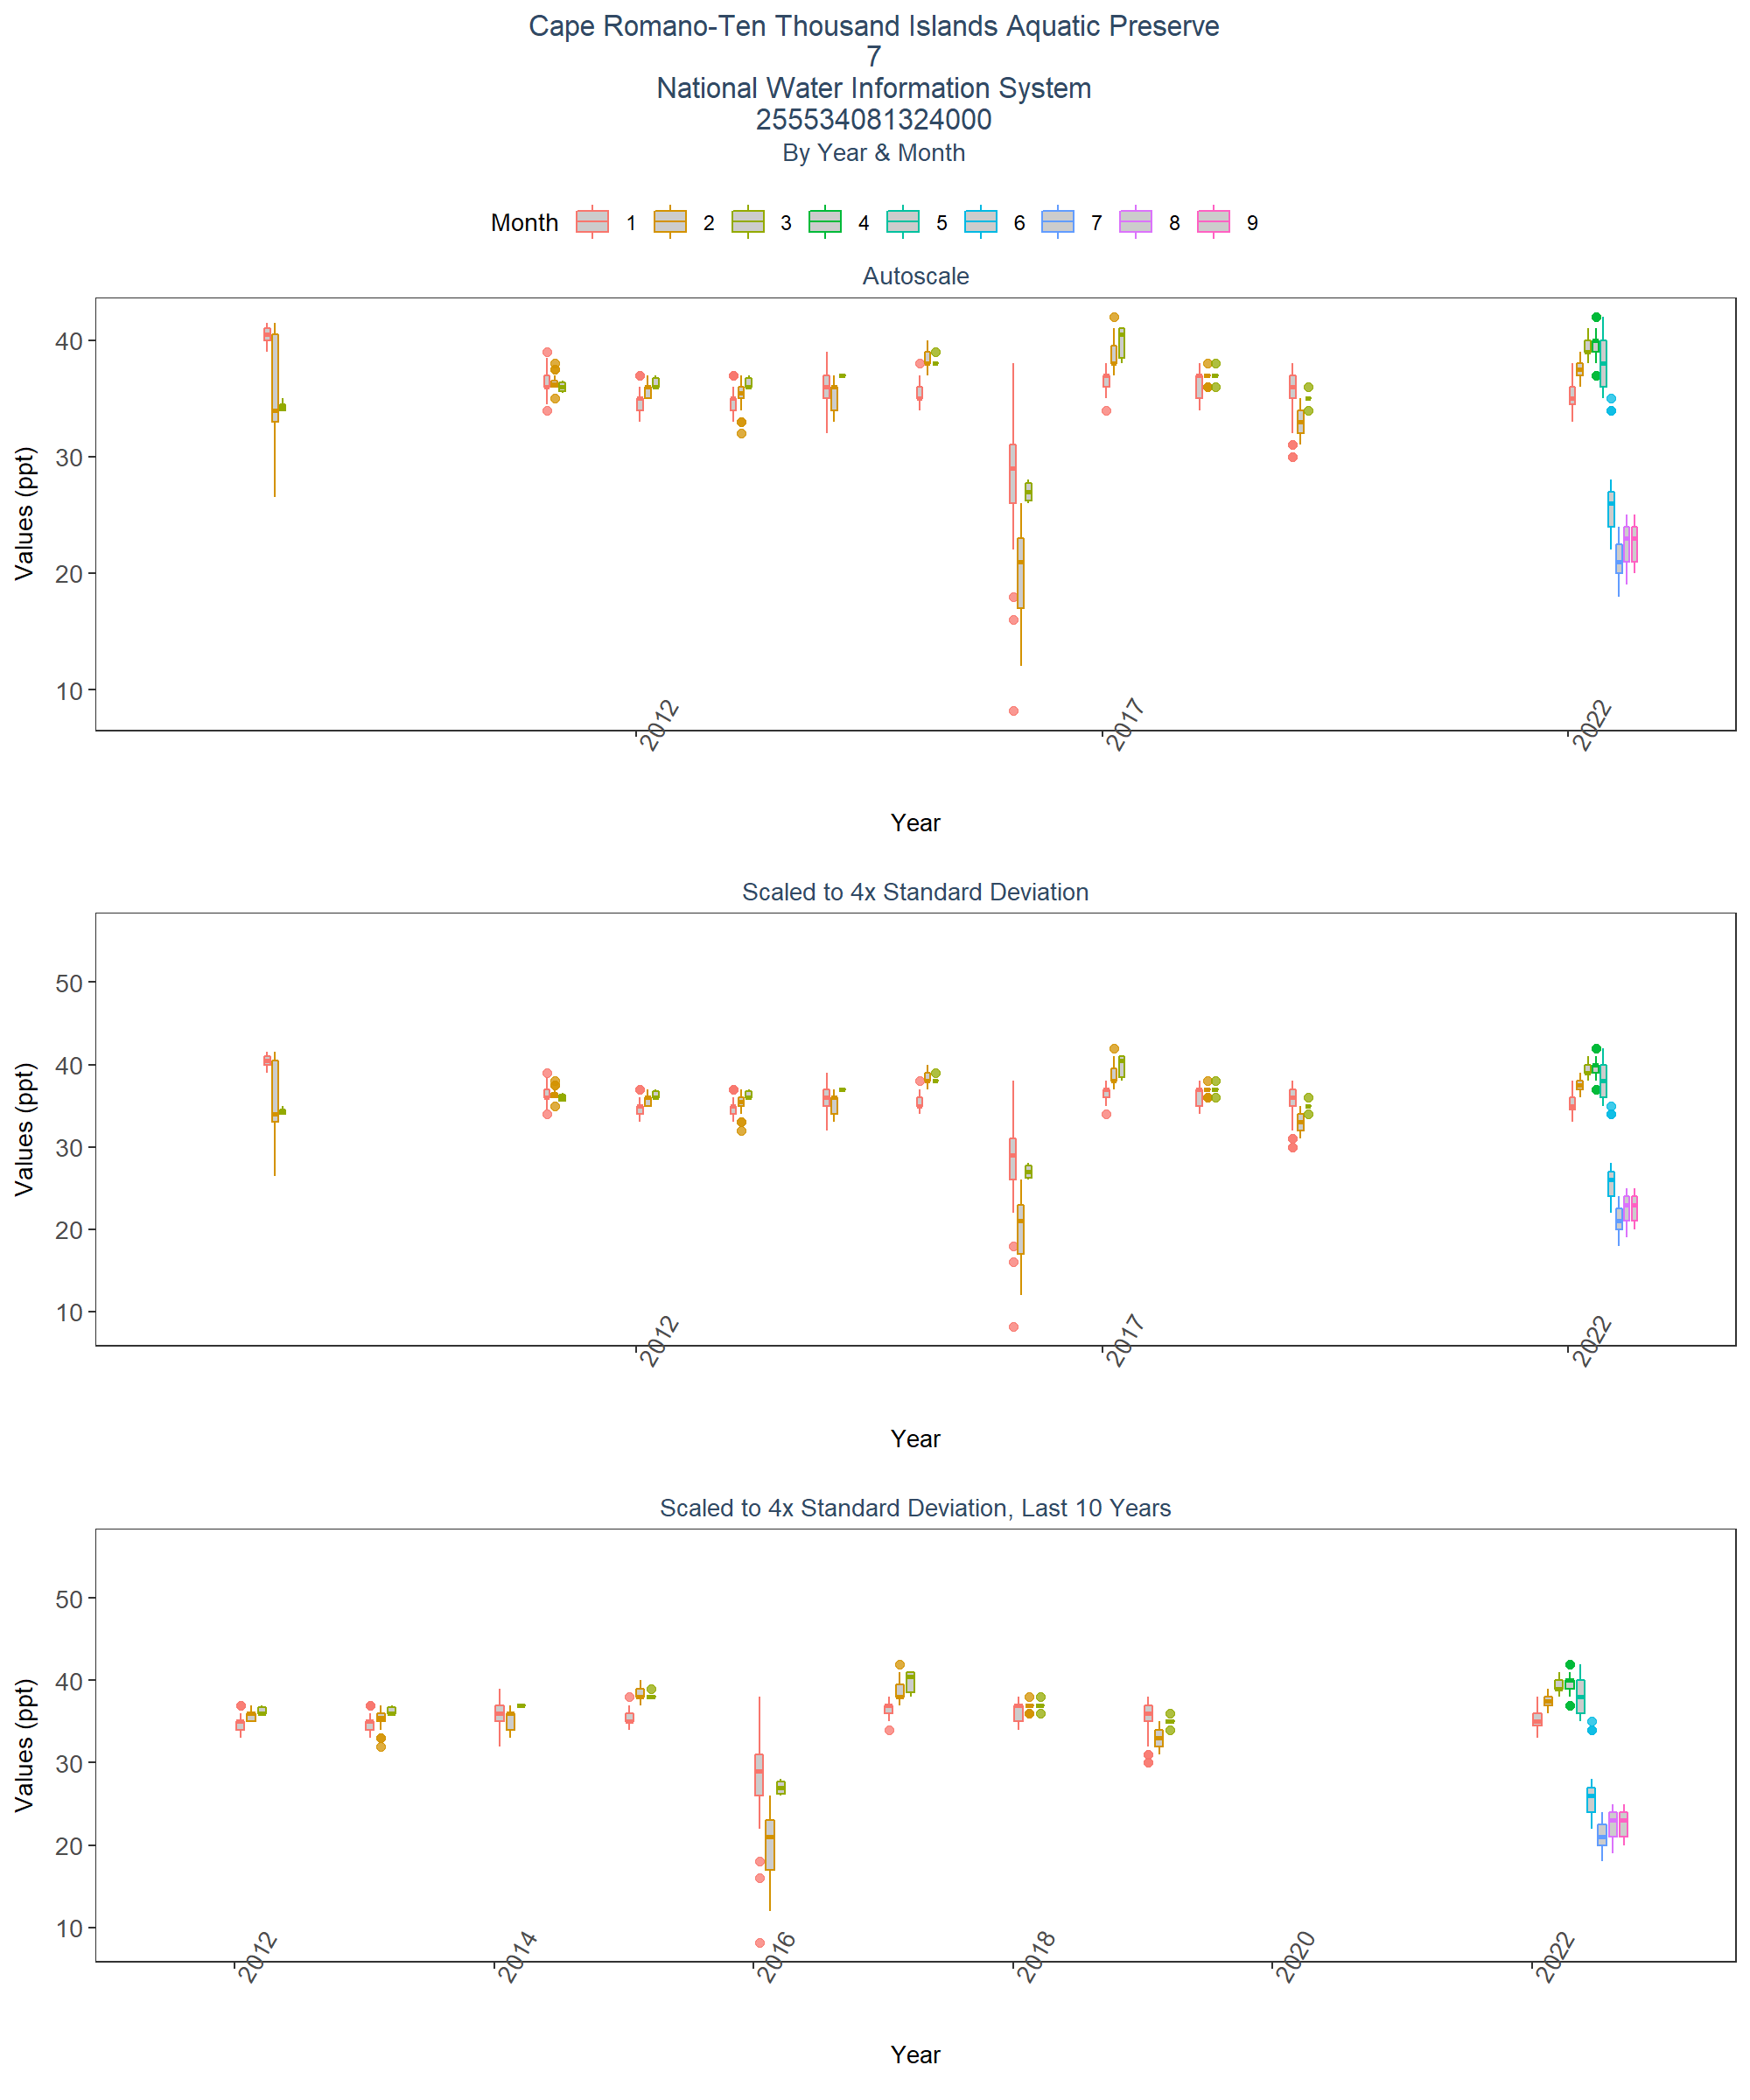 Cape Romano-Ten Thousand Islands Aquatic Preserve
7
National Water Information System
255534081324000
By Year & Month
Month 1 2 3 4 5 6 7 8 9
Autoscale
Values (ppt)
40
30
20
10
2012 2017 2022
Year
Scaled to 4x Standard Deviation
Values (ppt)
50
40
30
20
10
2012 2017 2022
Year
Scaled to 4x Standard Deviation, Last 10 Years
Values (ppt)
50
40
30
20
10
2012 2014 2016 2018 2020 2022
Year